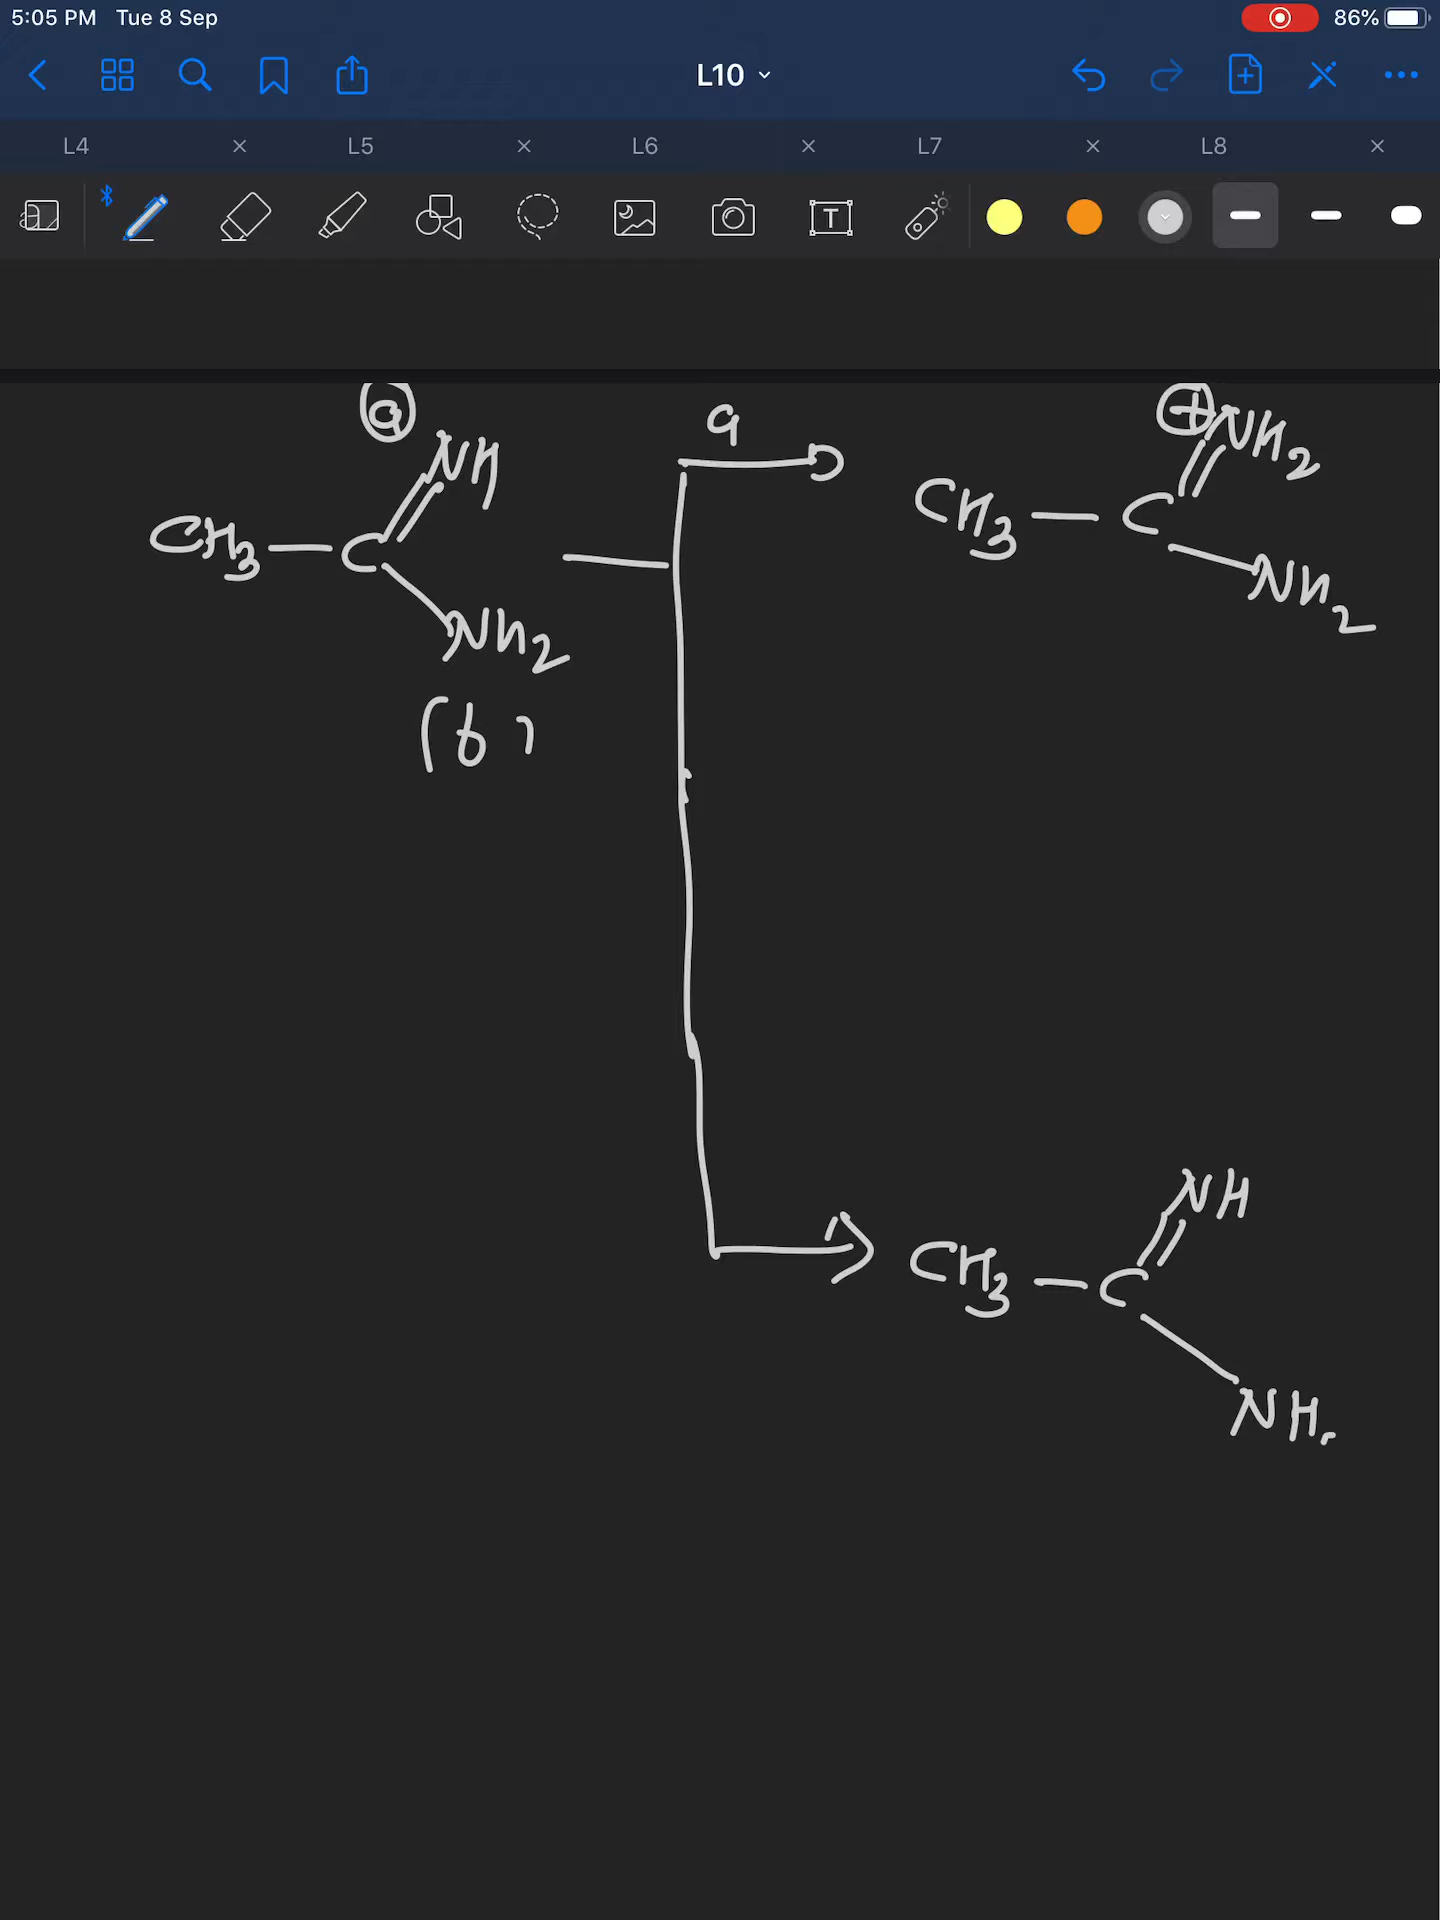 5:05 PM Tue 8 Sep 86%
L10
L4 L5 L6 L7 L8
a
NH
CH3—C
NH2
(b)
a
⊕NH2
CH3—C
NH2
NH
CH3—C
NH